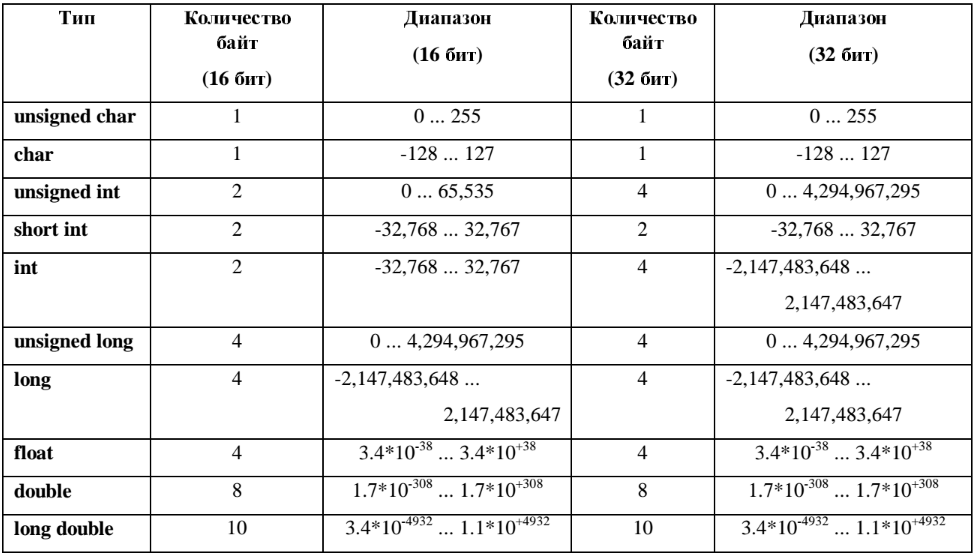 Тип Количество байт (16 бит) Диапазон (16 бит) Количество байт (32 бит) Диапазон (32 бит)
unsigned char 1 0 ... 255 1 0 ... 255
char 1 -128 ... 127 1 -128 ... 127
unsigned int 2 0 ... 65,535 4 0 ... 4,294,967,295
short int 2 -32,768 ... 32,767 2 -32,768 ... 32,767
int 2 -32,768 ... 32,767 4 -2,147,483,648 ... 2,147,483,647
unsigned long 4 0 ... 4,294,967,295 4 0 ... 4,294,967,295
long 4 -2,147,483,648 ... 2,147,483,647 4 -2,147,483,648 ... 2,147,483,647
float 4 3.4*10⁻³⁸ ... 3.4*10⁺³⁸ 4 3.4*10⁻³⁸ ... 3.4*10⁺³⁸
double 8 1.7*10⁻³⁰⁸ ... 1.7*10⁺³⁰⁸ 8 1.7*10⁻³⁰⁸ ... 1.7*10⁺³⁰⁸
long double 10 3.4*10⁻⁴⁹³² ... 1.1*10⁺⁴⁹³² 10 3.4*10⁻⁴⁹³² ... 1.1*10⁺⁴⁹³²